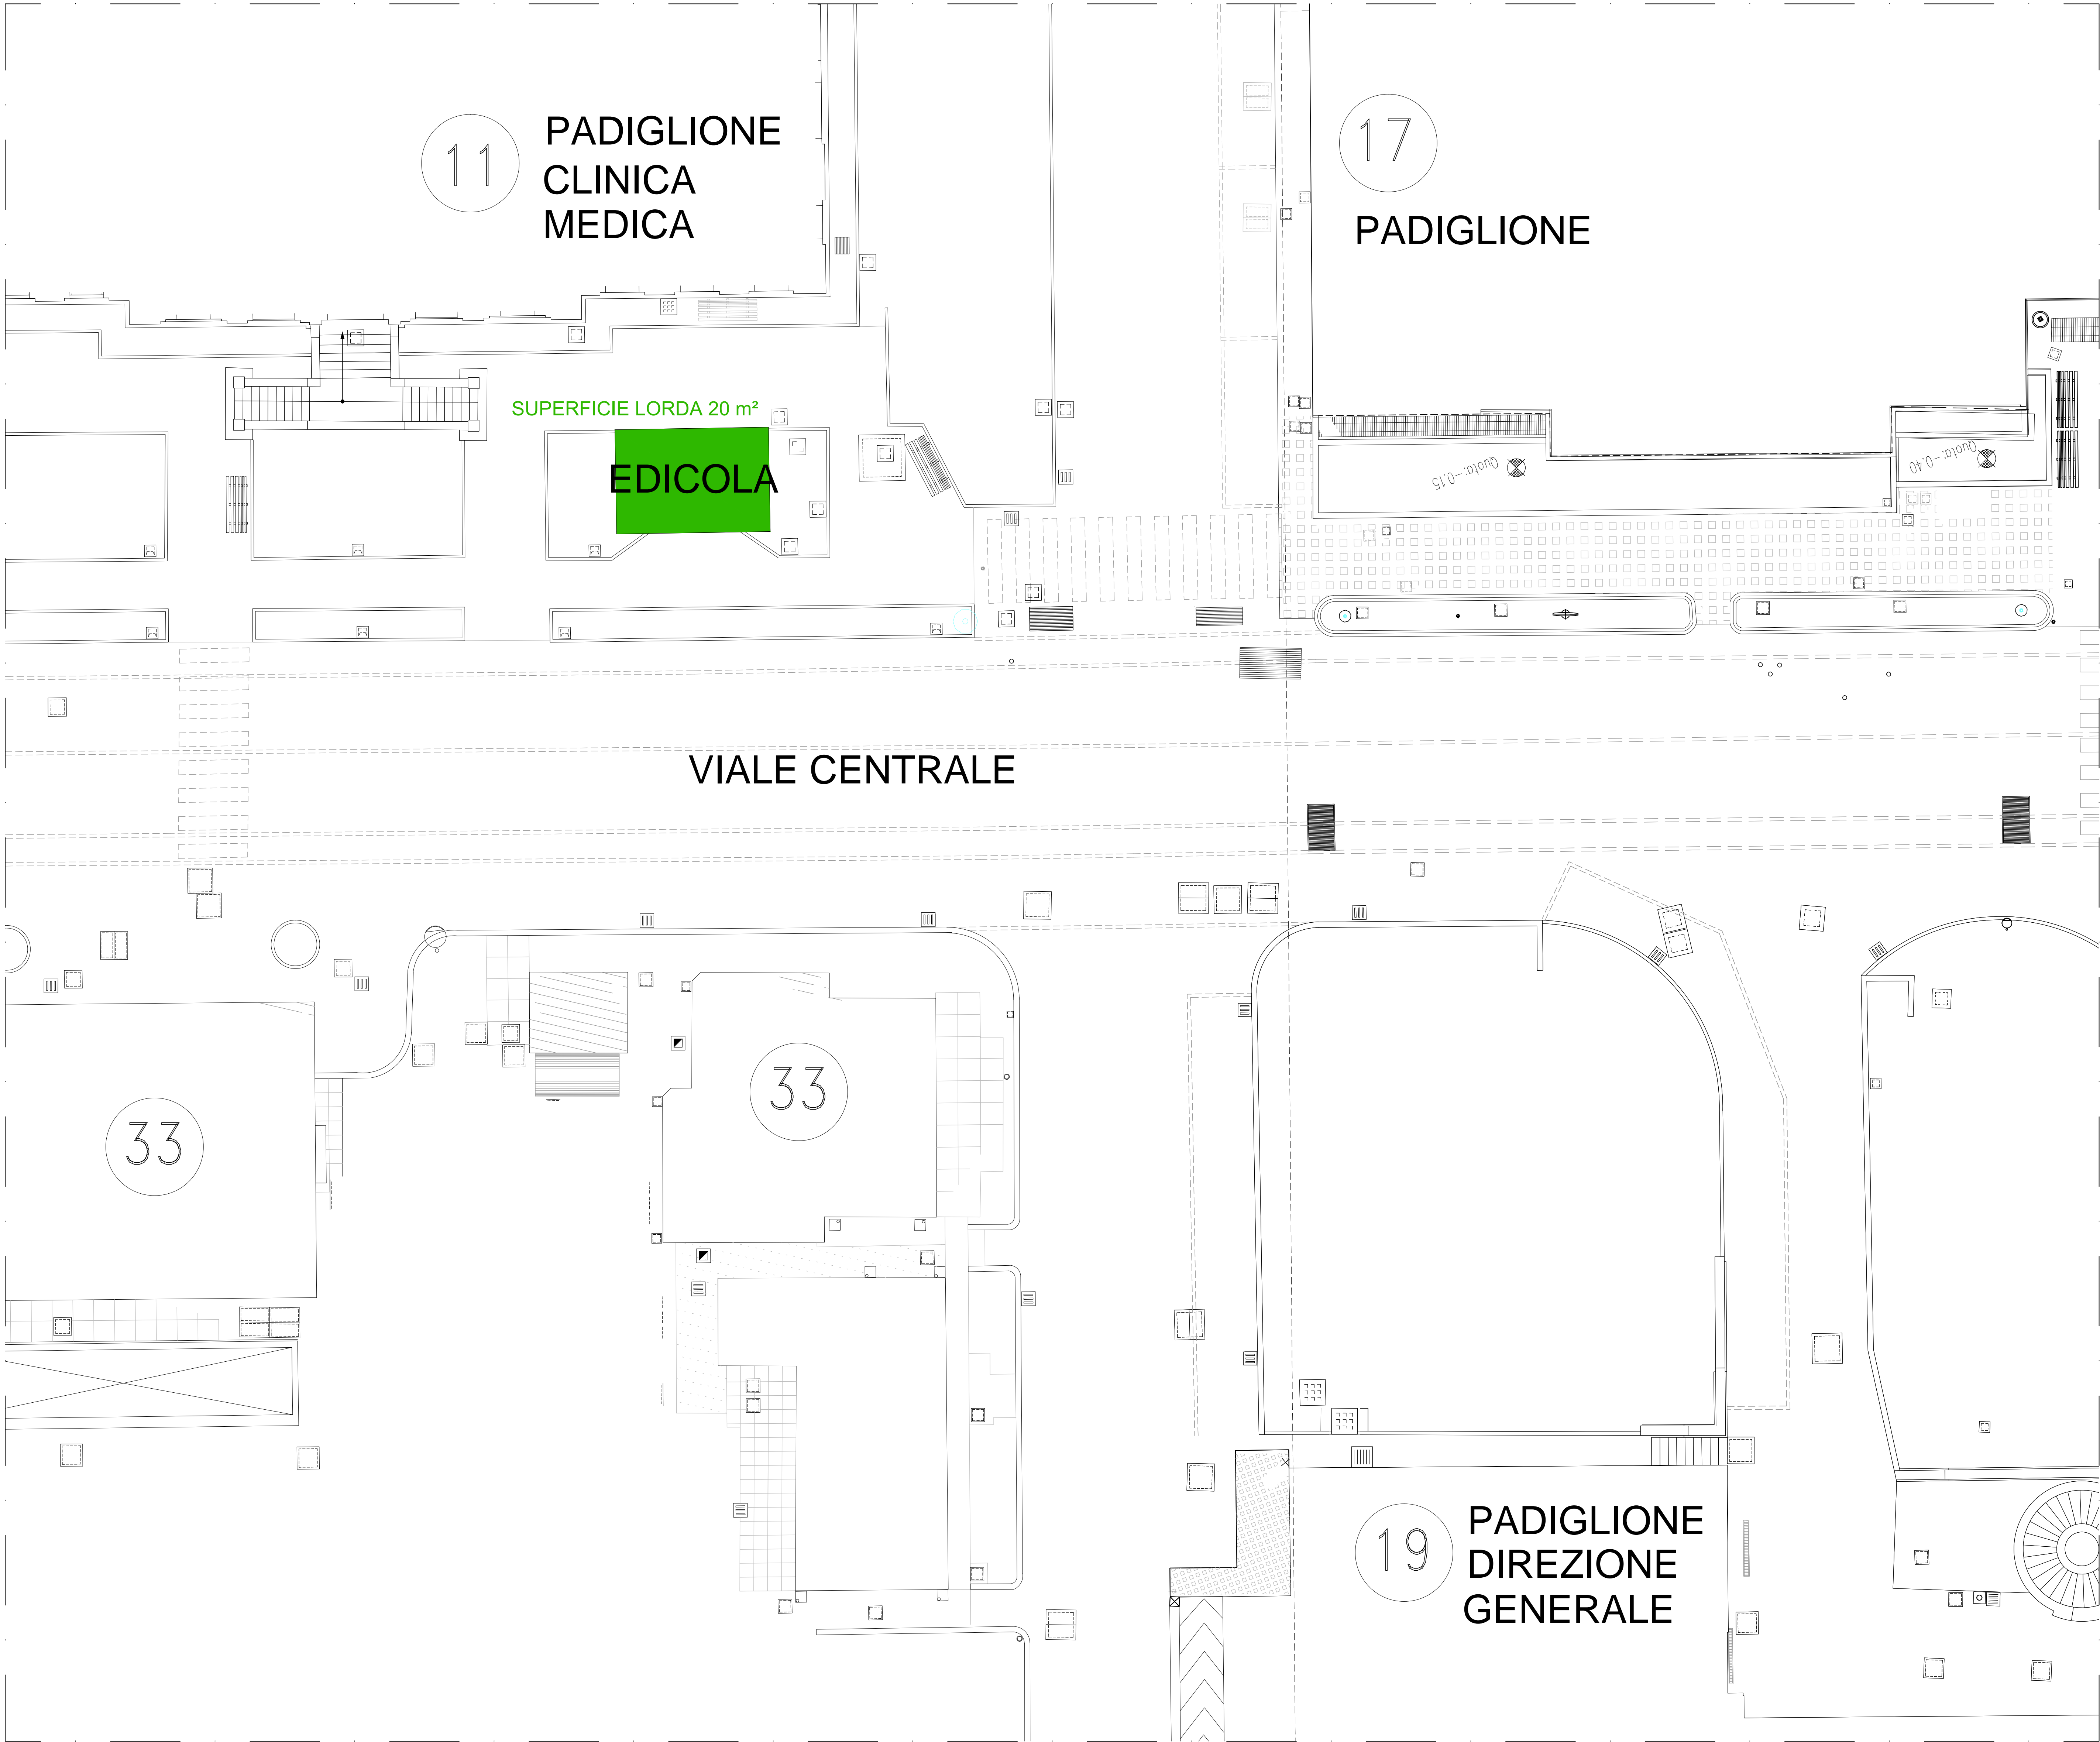 11
PADIGLIONE
CLINICA
MEDICA
17
PADIGLIONE
SUPERFICIE LORDA 20 m²
EDICOLA
Quota:-0.15
Quota:-0.40
VIALE CENTRALE
33
33
19
PADIGLIONE
DIREZIONE
GENERALE